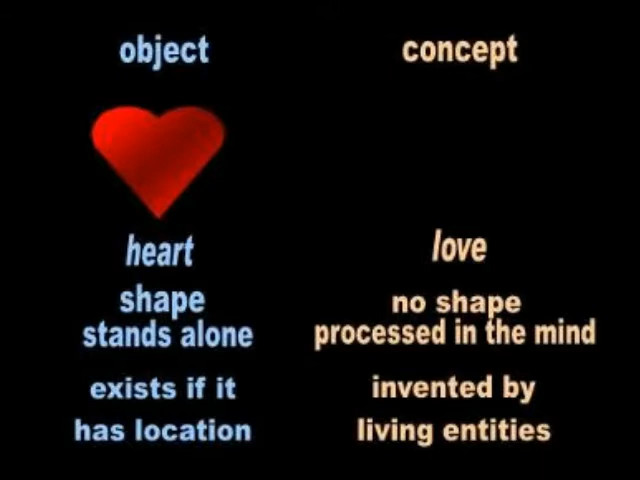 object
concept
heart
love
shape
no shape
stands alone
processed in the mind
exists if it
invented by
has location
living entities